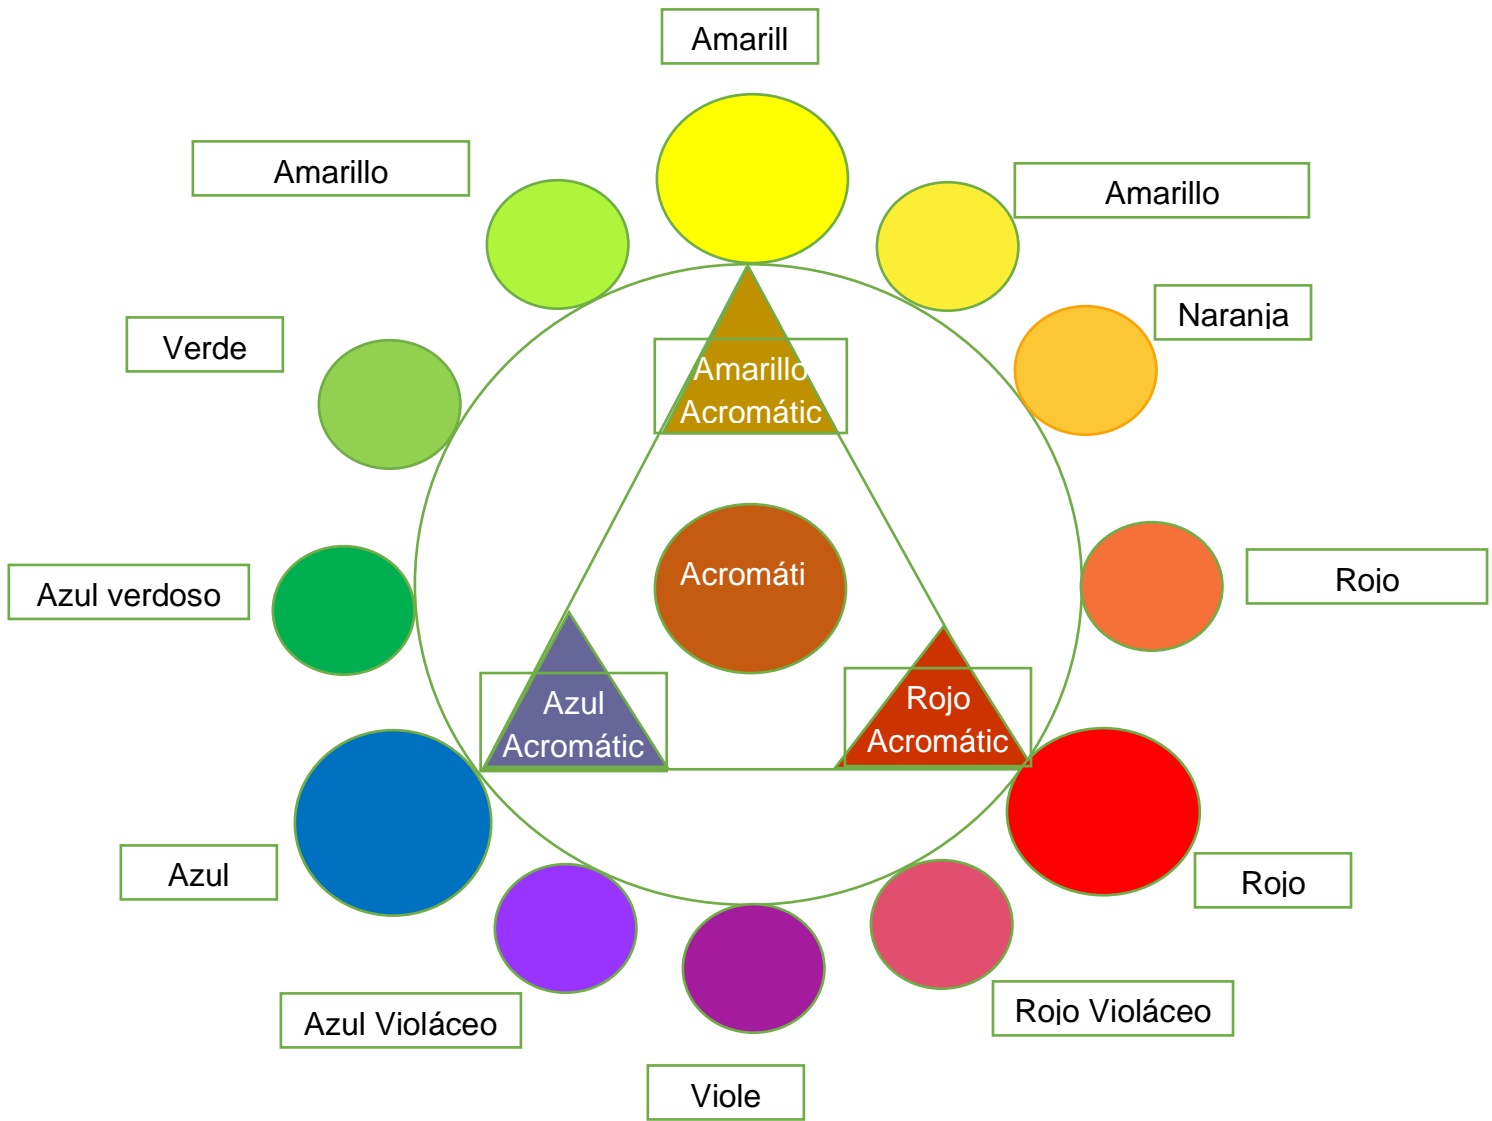 Amarill
Amarillo
Amarillo
Naranja
Verde
Amarillo
Acromátic
Acromáti
Azul verdoso
Rojo
Azul
Acromátic
Rojo
Acromátic
Azul
Rojo
Azul Violáceo
Rojo Violáceo
Viole